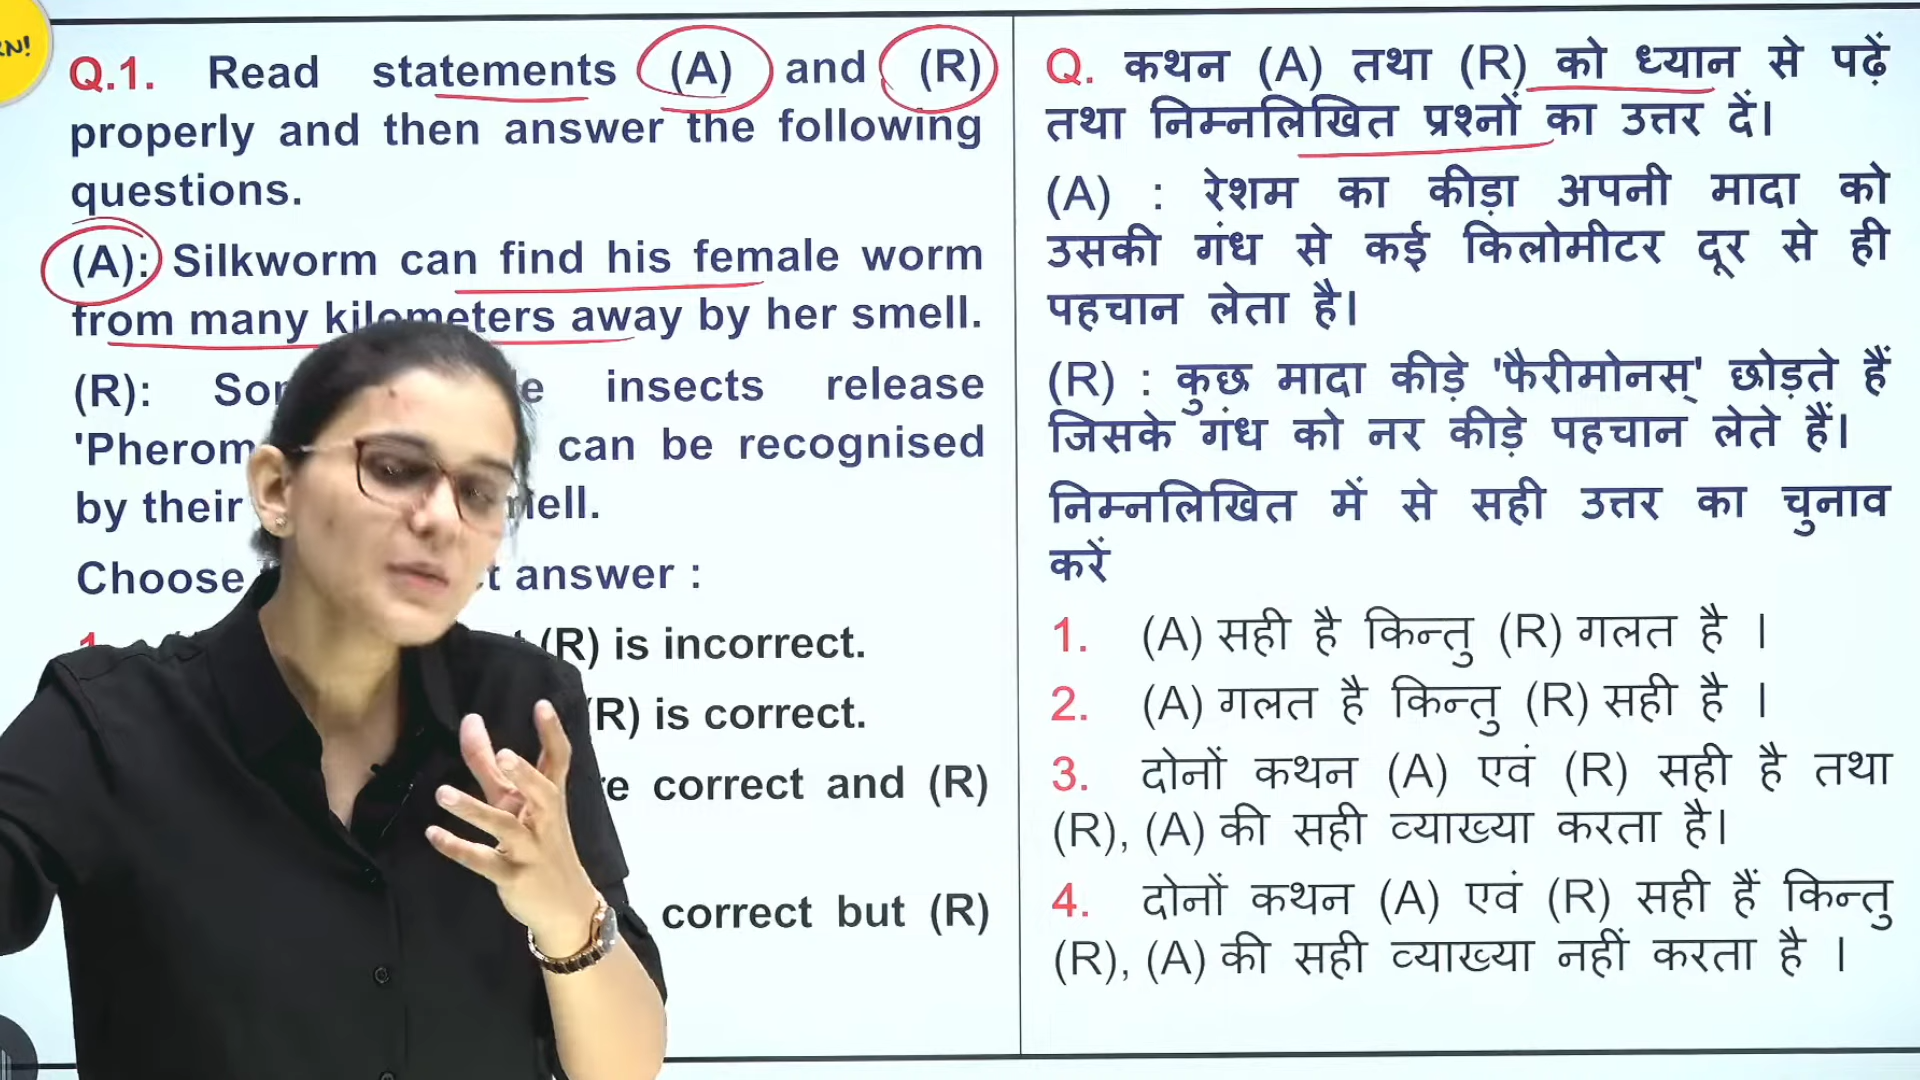 RN!
Q.1. Read statements (A) and (R)
properly and then answer the following
questions.
(A): Silkworm can find his female worm
from many kilometers away by her smell.
(R): insects release
can be recognised
by their
Choose answer :
1. (R) is incorrect.
(R) is correct.
correct and (R)
correct but (R)
Q. कथन (A) तथा (R) को ध्यान से पढ़ें
तथा निम्नलिखित प्रश्नों का उत्तर दें।
(A) : रेशम का कीड़ा अपनी मादा को
उसकी गंध से कई किलोमीटर दूर से ही
पहचान लेता है।
(R) : कुछ मादा कीड़े 'फैरीमोनस्' छोड़ते हैं
जिसके गंध को नर कीड़े पहचान लेते हैं।
निम्नलिखित में से सही उत्तर का चुनाव
करें
1. (A) सही है किन्तु (R) गलत है ।
2. (A) गलत है किन्तु (R) सही है ।
3. दोनों कथन (A) एवं (R) सही है तथा
(R), (A) की सही व्याख्या करता है।
4. दोनों कथन (A) एवं (R) सही हैं किन्तु
(R), (A) की सही व्याख्या नहीं करता है ।